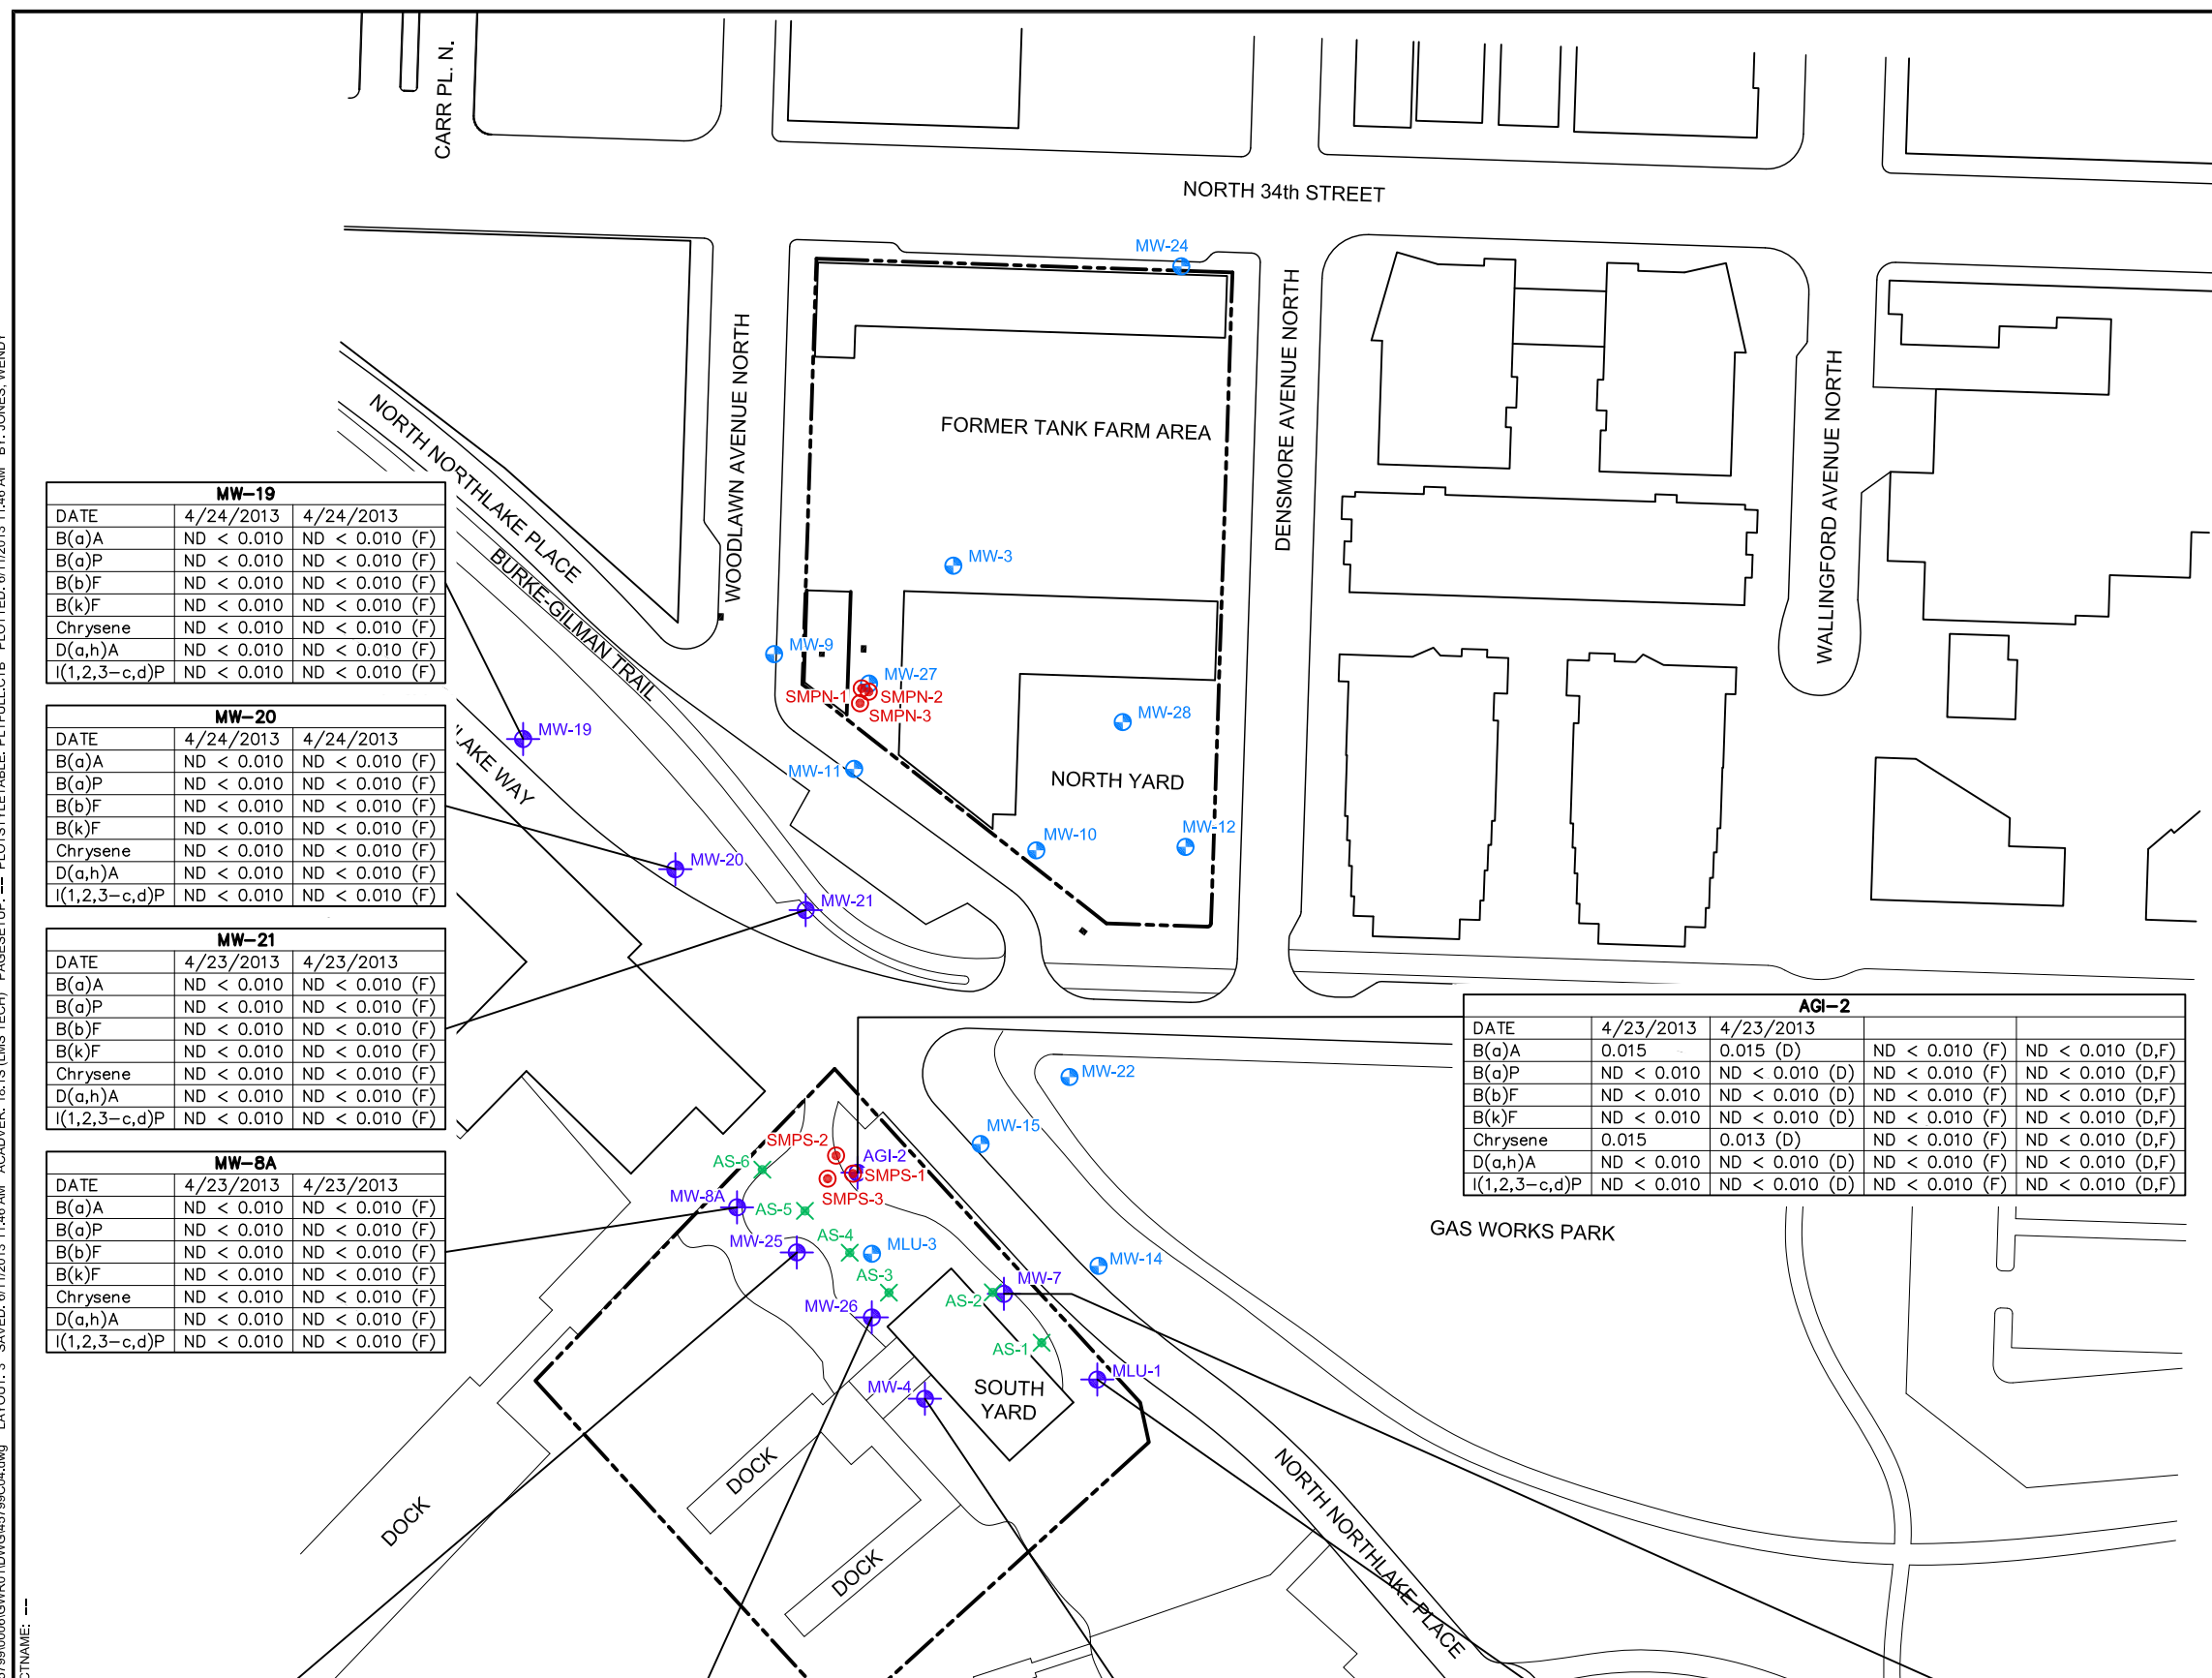 CARR PL. N.
NORTH 34th STREET
MW-24
WOODLAWN AVENUE NORTH
DENSMORE AVENUE NORTH
WALLINGFORD AVENUE NORTH
FORMER TANK FARM AREA
NORTH NORTHLAKE PLACE
BURKE-GILMAN TRAIL
LAKE WAY
MW-3
MW-9
MW-27
SMPN-1
SMPN-2
SMPN-3
MW-28
MW-11
NORTH YARD
MW-10
MW-12
MW-19
MW-20
MW-21
MW-19
DATE 4/24/2013 4/24/2013
B(a)A ND < 0.010 ND < 0.010 (F)
B(a)P ND < 0.010 ND < 0.010 (F)
B(b)F ND < 0.010 ND < 0.010 (F)
B(k)F ND < 0.010 ND < 0.010 (F)
Chrysene ND < 0.010 ND < 0.010 (F)
D(a,h)A ND < 0.010 ND < 0.010 (F)
I(1,2,3-c,d)P ND < 0.010 ND < 0.010 (F)
MW-20
DATE 4/24/2013 4/24/2013
B(a)A ND < 0.010 ND < 0.010 (F)
B(a)P ND < 0.010 ND < 0.010 (F)
B(b)F ND < 0.010 ND < 0.010 (F)
B(k)F ND < 0.010 ND < 0.010 (F)
Chrysene ND < 0.010 ND < 0.010 (F)
D(a,h)A ND < 0.010 ND < 0.010 (F)
I(1,2,3-c,d)P ND < 0.010 ND < 0.010 (F)
MW-21
DATE 4/23/2013 4/23/2013
B(a)A ND < 0.010 ND < 0.010 (F)
B(a)P ND < 0.010 ND < 0.010 (F)
B(b)F ND < 0.010 ND < 0.010 (F)
B(k)F ND < 0.010 ND < 0.010 (F)
Chrysene ND < 0.010 ND < 0.010 (F)
D(a,h)A ND < 0.010 ND < 0.010 (F)
I(1,2,3-c,d)P ND < 0.010 ND < 0.010 (F)
MW-8A
DATE 4/23/2013 4/23/2013
B(a)A ND < 0.010 ND < 0.010 (F)
B(a)P ND < 0.010 ND < 0.010 (F)
B(b)F ND < 0.010 ND < 0.010 (F)
B(k)F ND < 0.010 ND < 0.010 (F)
Chrysene ND < 0.010 ND < 0.010 (F)
D(a,h)A ND < 0.010 ND < 0.010 (F)
I(1,2,3-c,d)P ND < 0.010 ND < 0.010 (F)
AGI-2
DATE 4/23/2013 4/23/2013
B(a)A 0.015 0.015 (D) ND < 0.010 (F) ND < 0.010 (D,F)
B(a)P ND < 0.010 ND < 0.010 (D) ND < 0.010 (F) ND < 0.010 (D,F)
B(b)F ND < 0.010 ND < 0.010 (D) ND < 0.010 (F) ND < 0.010 (D,F)
B(k)F ND < 0.010 ND < 0.010 (D) ND < 0.010 (F) ND < 0.010 (D,F)
Chrysene 0.015 0.013 (D) ND < 0.010 (F) ND < 0.010 (D,F)
D(a,h)A ND < 0.010 ND < 0.010 (D) ND < 0.010 (F) ND < 0.010 (D,F)
I(1,2,3-c,d)P ND < 0.010 ND < 0.010 (D) ND < 0.010 (F) ND < 0.010 (D,F)
MW-22
MW-15
SMPS-2
AGI-2
AS-6
SMPS-1
SMPS-3
MW-8A
AS-5
GAS WORKS PARK
AS-4
MW-25
MLU-3
MW-14
AS-3
MW-7
AS-2
MW-26
AS-1
MLU-1
MW-4
SOUTH
YARD
DOCK
DOCK
DOCK
NORTH NORTHLAKE PLACE
CTNAME: --